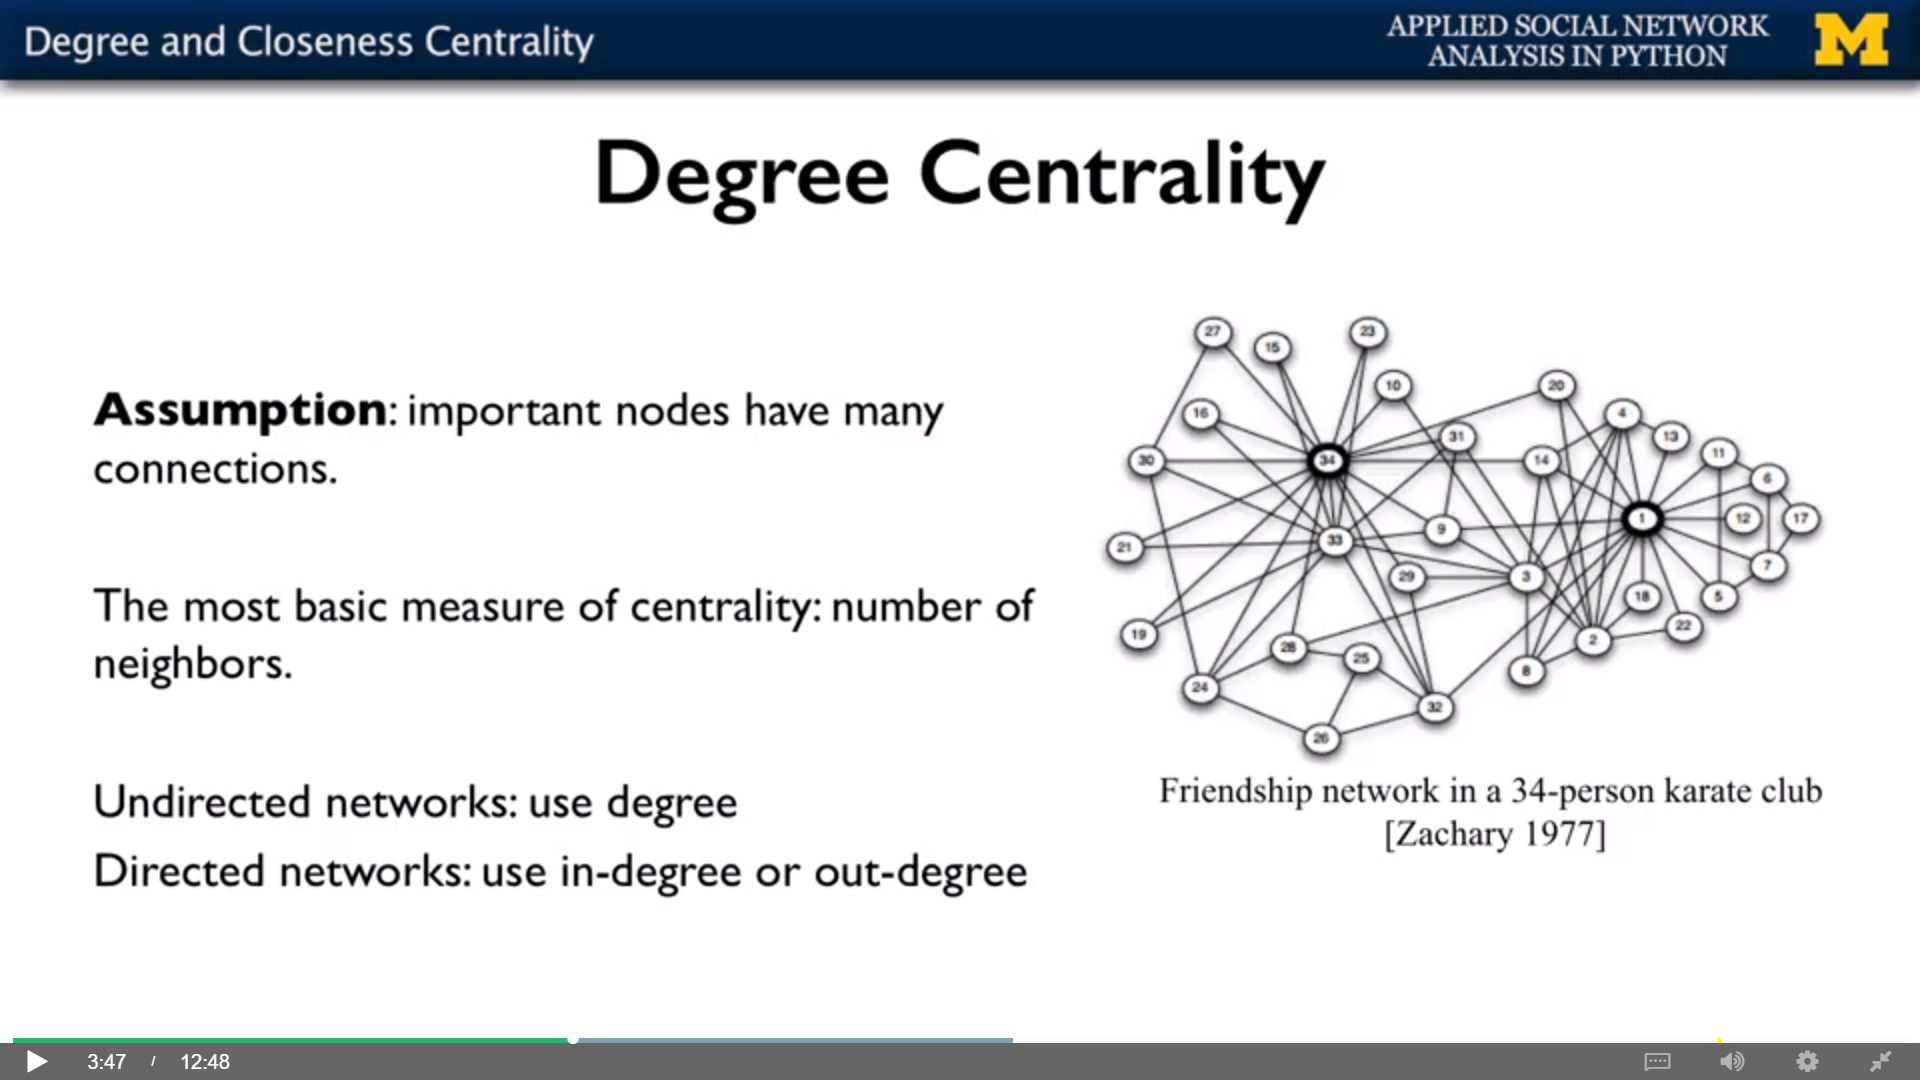 Degree and Closeness Centrality
APPLIED SOCIAL NETWORK
ANALYSIS IN PYTHON
M
Degree Centrality
Assumption: important nodes have many
connections.
The most basic measure of centrality: number of
neighbors.
Undirected networks: use degree
Directed networks: use in-degree or out-degree
27
15
23
10
20
16
4
31
13
30
34
14
11
6
1
12
17
9
33
21
29
3
7
18
5
19
28
25
2
22
8
24
32
26
Friendship network in a 34-person karate club
[Zachary 1977]
3:47 / 12:48